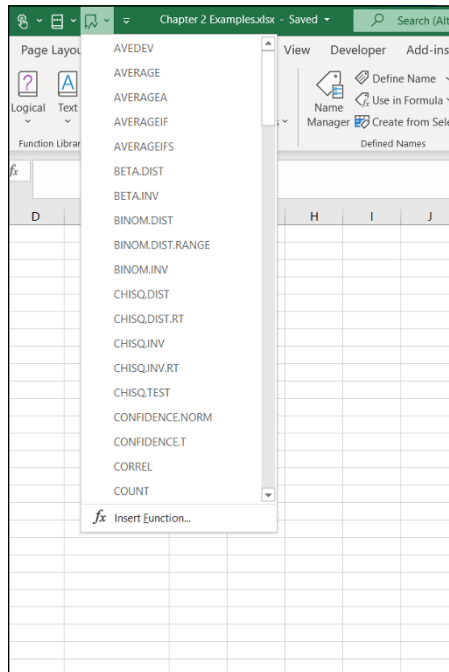 Chapter 2 Examples.xlsx - Saved
Search (Alt
Page Layou
View Developer Add-ins
Logical Text
Name Manager
Define Name
Use in Formula
Create from Sele
Function Librar
Defined Names
fx
D H I J
AVEDEV
AVERAGE
AVERAGEA
AVERAGEIF
AVERAGEIFS
BETA.DIST
BETA.INV
BINOM.DIST
BINOM.DIST.RANGE
BINOM.INV
CHISQ.DIST
CHISQ.DIST.RT
CHISQ.INV
CHISQ.INV.RT
CHISQ.TEST
CONFIDENCE.NORM
CONFIDENCE.T
CORREL
COUNT
fx Insert Function...